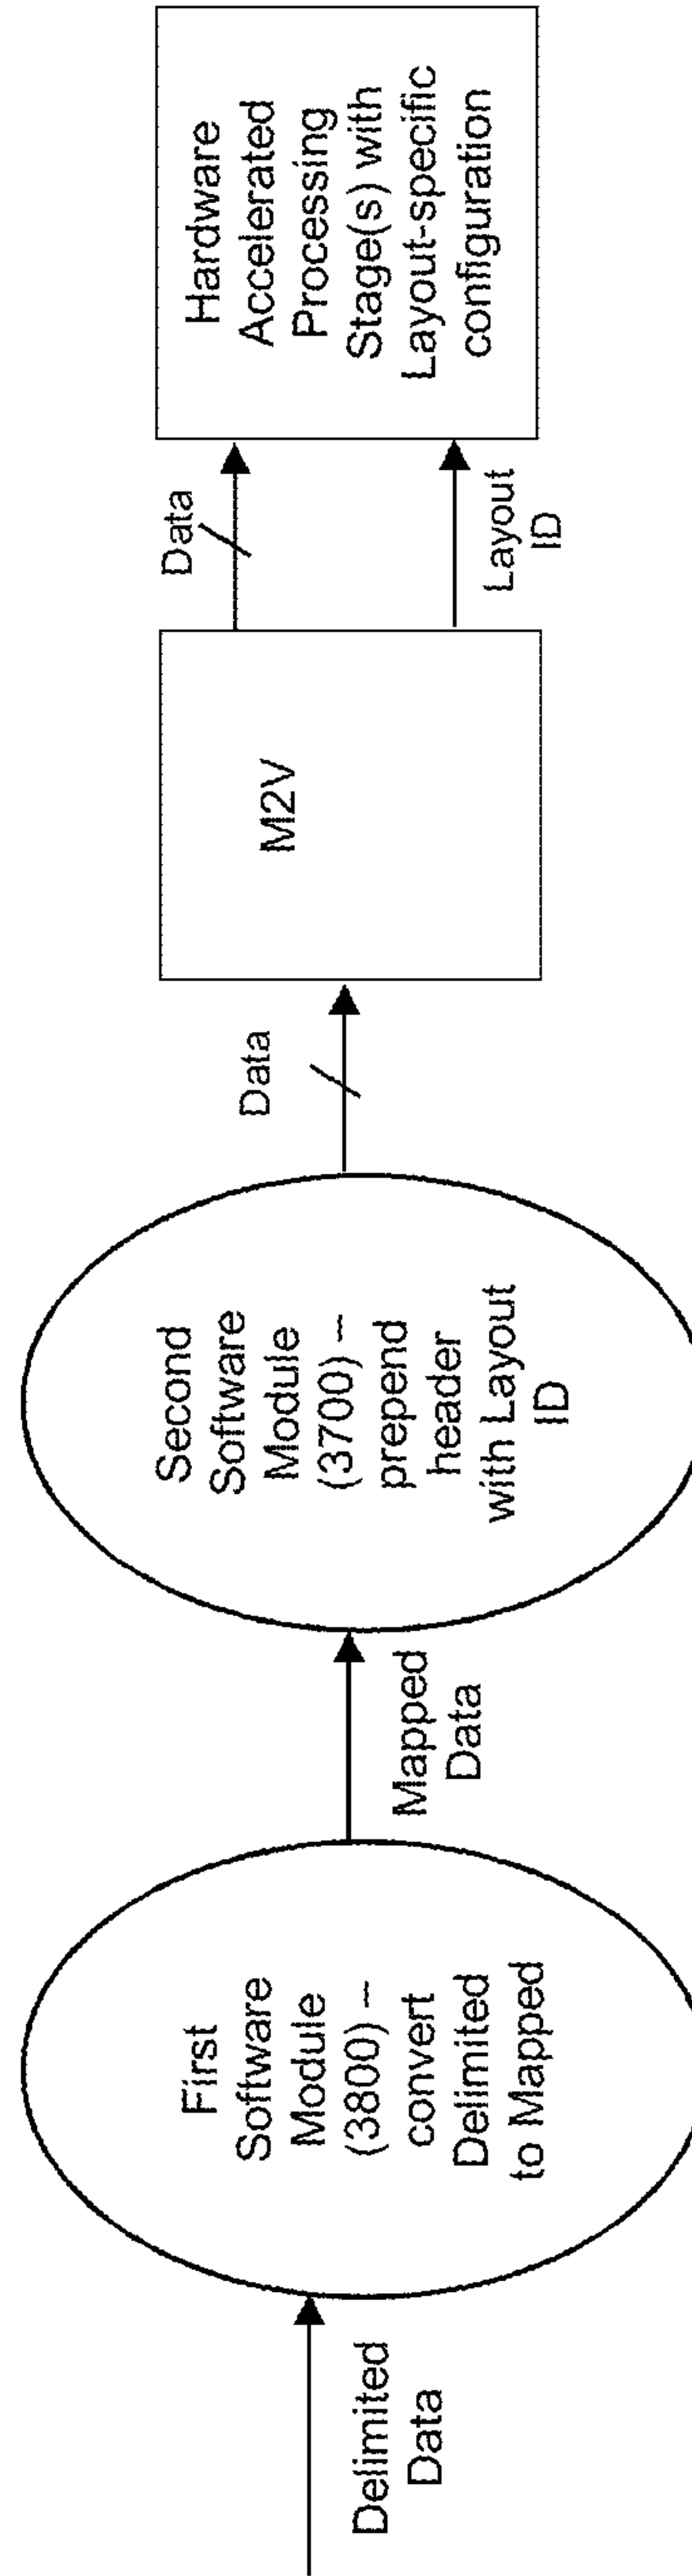 Delimited
Data
First
Software
Module
(3800) –
convert
Delimited
to Mapped
Mapped
Data
Second
Software
Module
(3700) –
prepend
header
with Layout
ID
Data
M2V
Data
Layout
ID
Hardware
Accelerated
Processing
Stage(s) with
Layout-specific
configuration